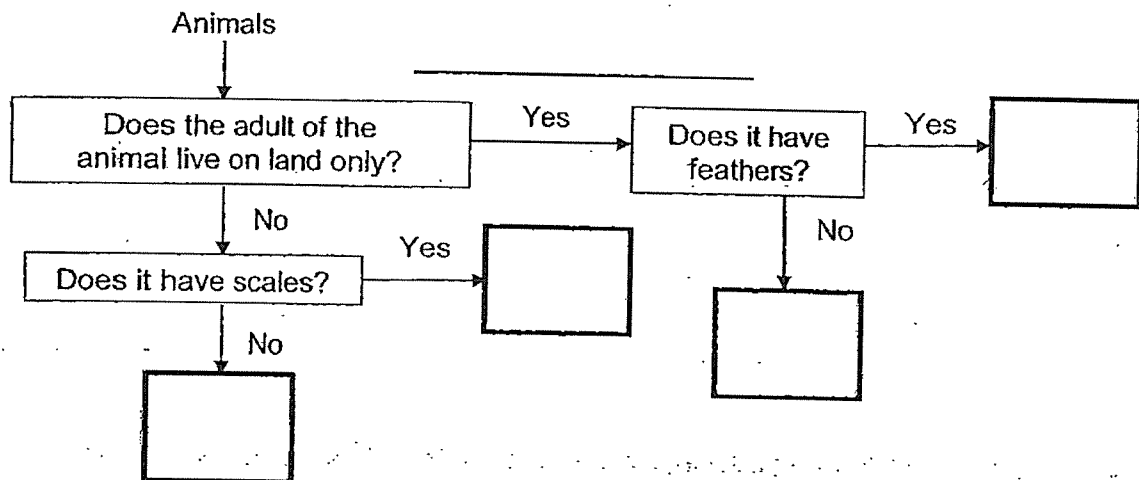 Animals
Does the adult of the
animal live on land only?
Yes
Does it have
feathers?
Yes
No
No
Does it have scales?
Yes
No